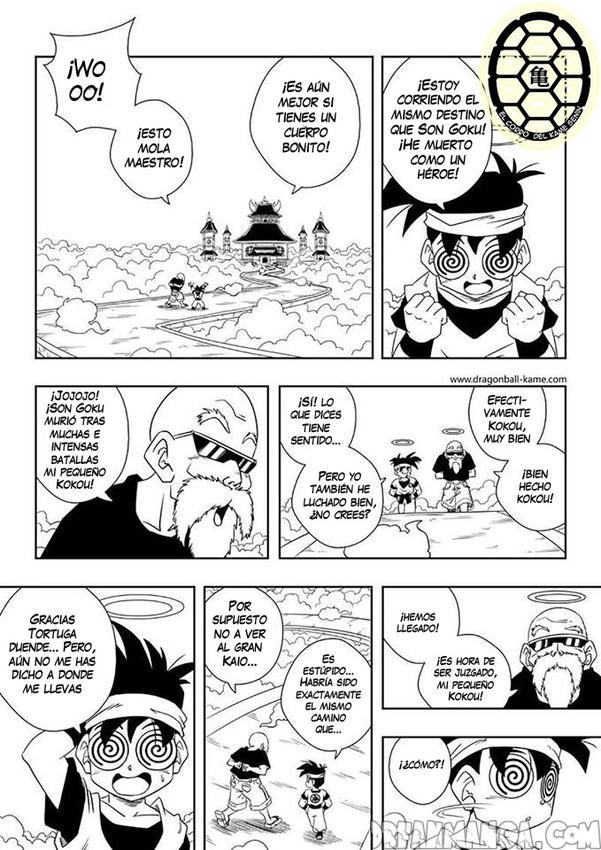 亀
EL CORRO DEL KAME SENIN
¡WO
OO!
¡ESTO
MOLA
MAESTRO!
¡ES AÚN
MEJOR SI
TIENES UN
CUERPO
BONITO!
¡ESTOY
CORRIENDO EL
MISMO DESTINO
QUE SON GOKU!
¡HE MUERTO
COMO UN
HÉROE!
www.dragonball-kame.com
¡JOJOJO!
¡SON GOKU
MURIÓ TRAS
MUCHAS E
INTENSAS
BATALLAS
MI PEQUEÑO
KOKOU!
¡SÍ! LO
QUE DICES
TIENE
SENTIDO...
PERO YO
TAMBIÉN HE
LUCHADO BIEN,
¿NO CREES?
EFECTI-
VAMENTE
KOKOU,
MUY BIEN
¡BIEN
HECHO
KOKOU!
GRACIAS
TORTUGA
DUENDE... PERO,
AÚN NO ME HAS
DICHO A DONDE
ME LLEVAS
POR
SUPUESTO
NO A VER
AL GRAN
KAIO...
ES
ESTÚPIDO...
HABRÍA SIDO
EXACTAMENTE
EL MISMO
CAMINO
QUE...
¡HEMOS
LLEGADO!
¡ES HORA DE
SER JUZGADO,
MI PEQUEÑO
KOKOU!
¡¿CÓMO?!
DREAMMANGA.COM